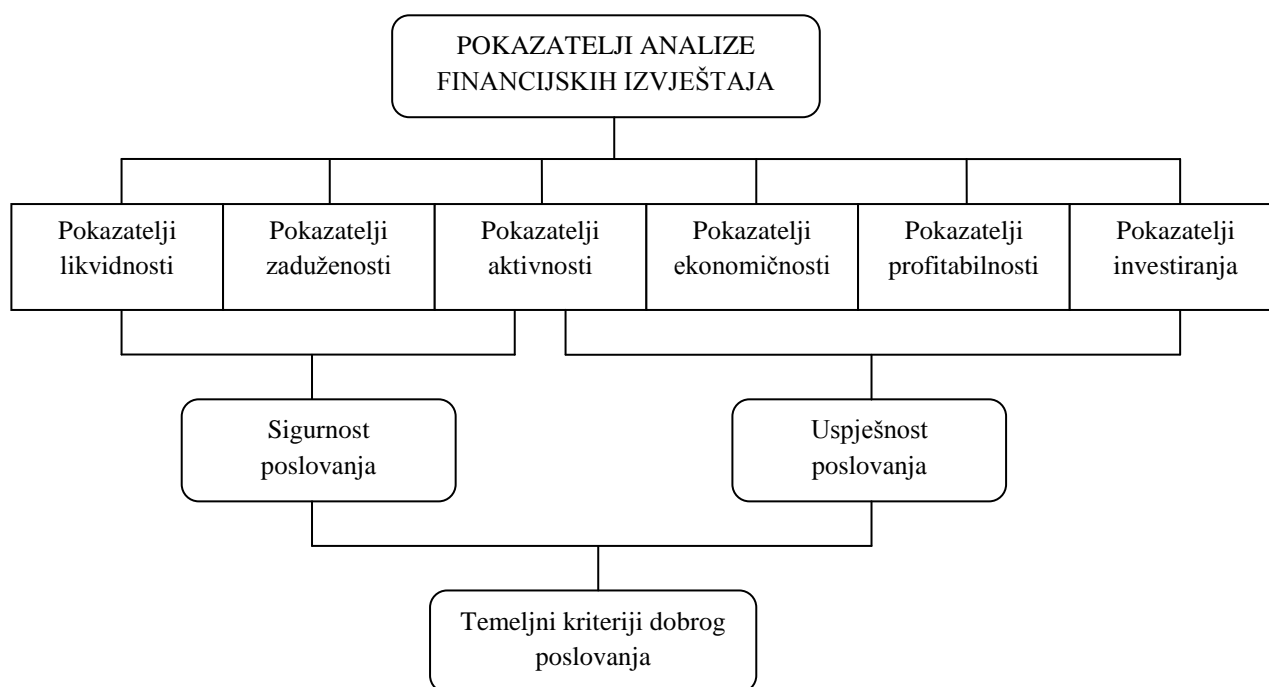 POKAZATELJI ANALIZE
FINANCIJSKIH IZVJEŠTAJA
Pokazatelji
likvidnosti
Pokazatelji
zaduženosti
Pokazatelji
aktivnosti
Pokazatelji
ekonomičnosti
Pokazatelji
profitabilnosti
Pokazatelji
investiranja
Sigurnost
poslovanja
Uspješnost
poslovanja
Temeljni kriteriji dobrog
poslovanja